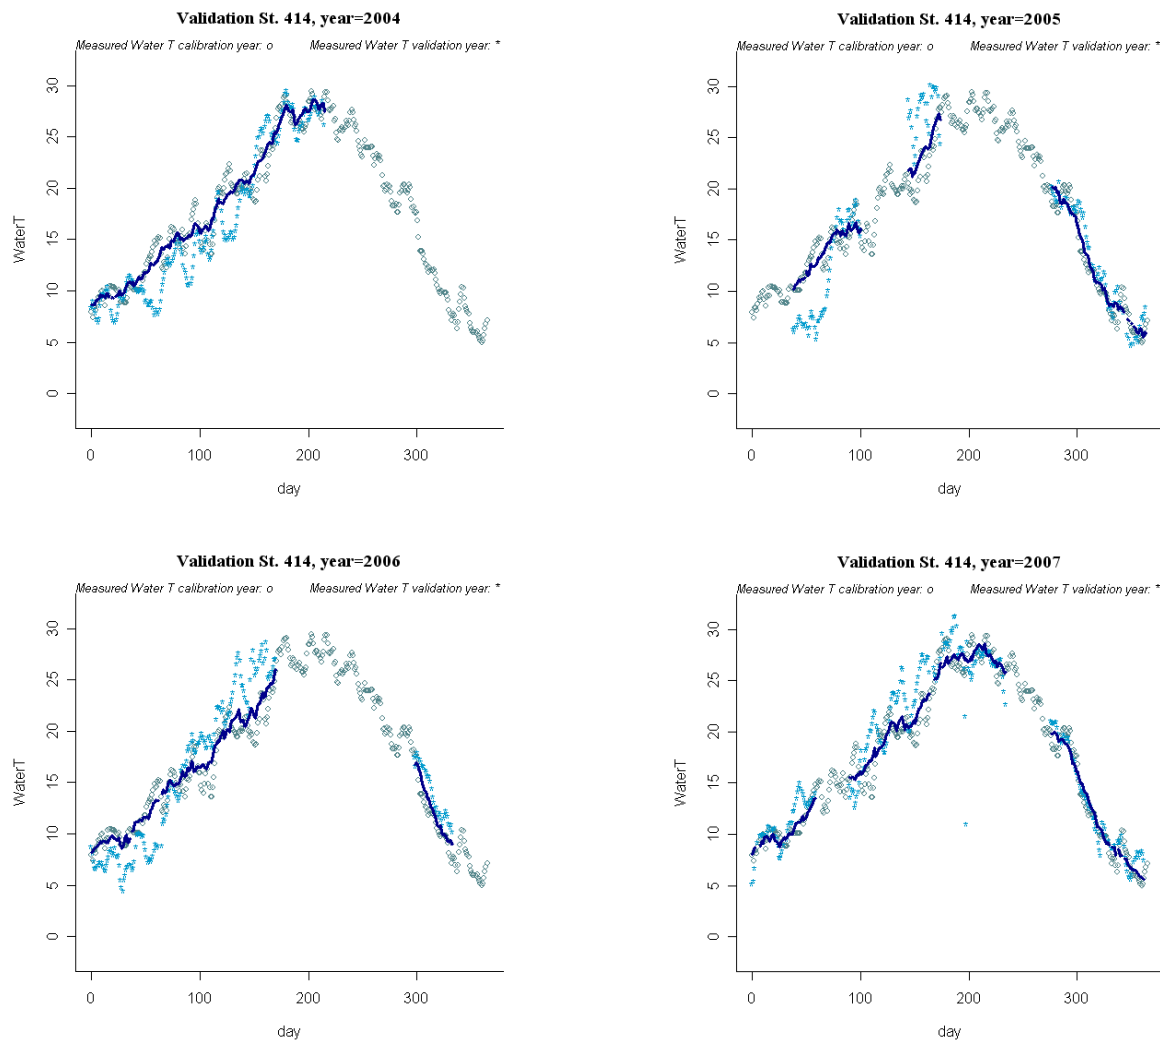 Validation St. 414, year=2004
Measured Water T calibration year: o Measured Water T validation year: *
WaterT
30
25
20
15
10
5
0
0 100 200 300
day
Validation St. 414, year=2005
Measured Water T calibration year: o Measured Water T validation year: *
WaterT
30
25
20
15
10
5
0
0 100 200 300
day
Validation St. 414, year=2006
Measured Water T calibration year: o Measured Water T validation year: *
WaterT
30
25
20
15
10
5
0
0 100 200 300
day
Validation St. 414, year=2007
Measured Water T calibration year: o Measured Water T validation year: *
WaterT
30
25
20
15
10
5
0
0 100 200 300
day